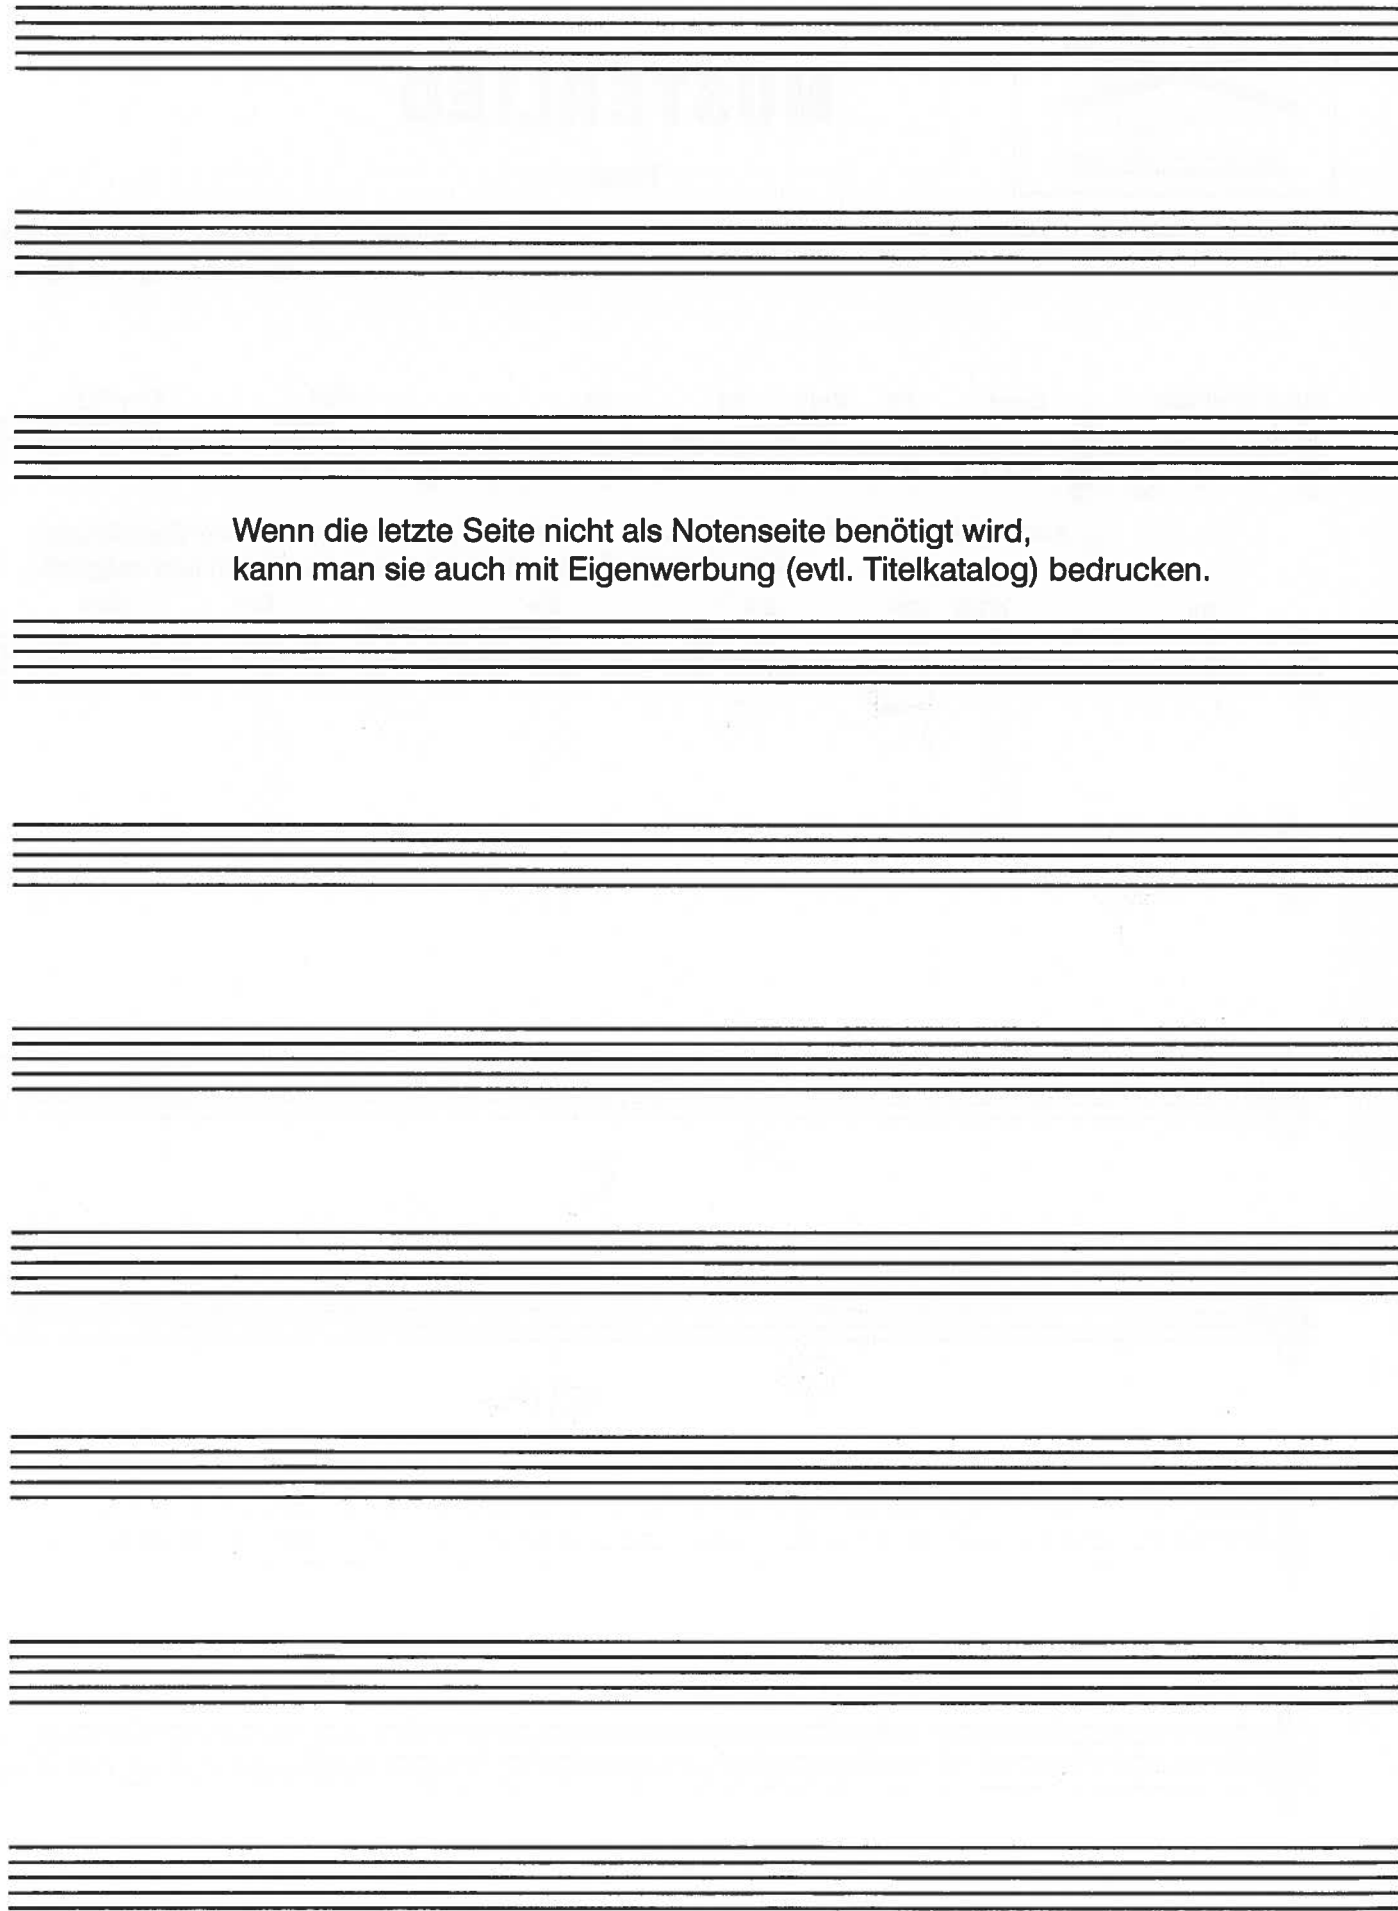 Wenn die letzte Seite nicht als Notenseite benötigt wird,
kann man sie auch mit Eigenwerbung (evtl. Titelkatalog) bedrucken.